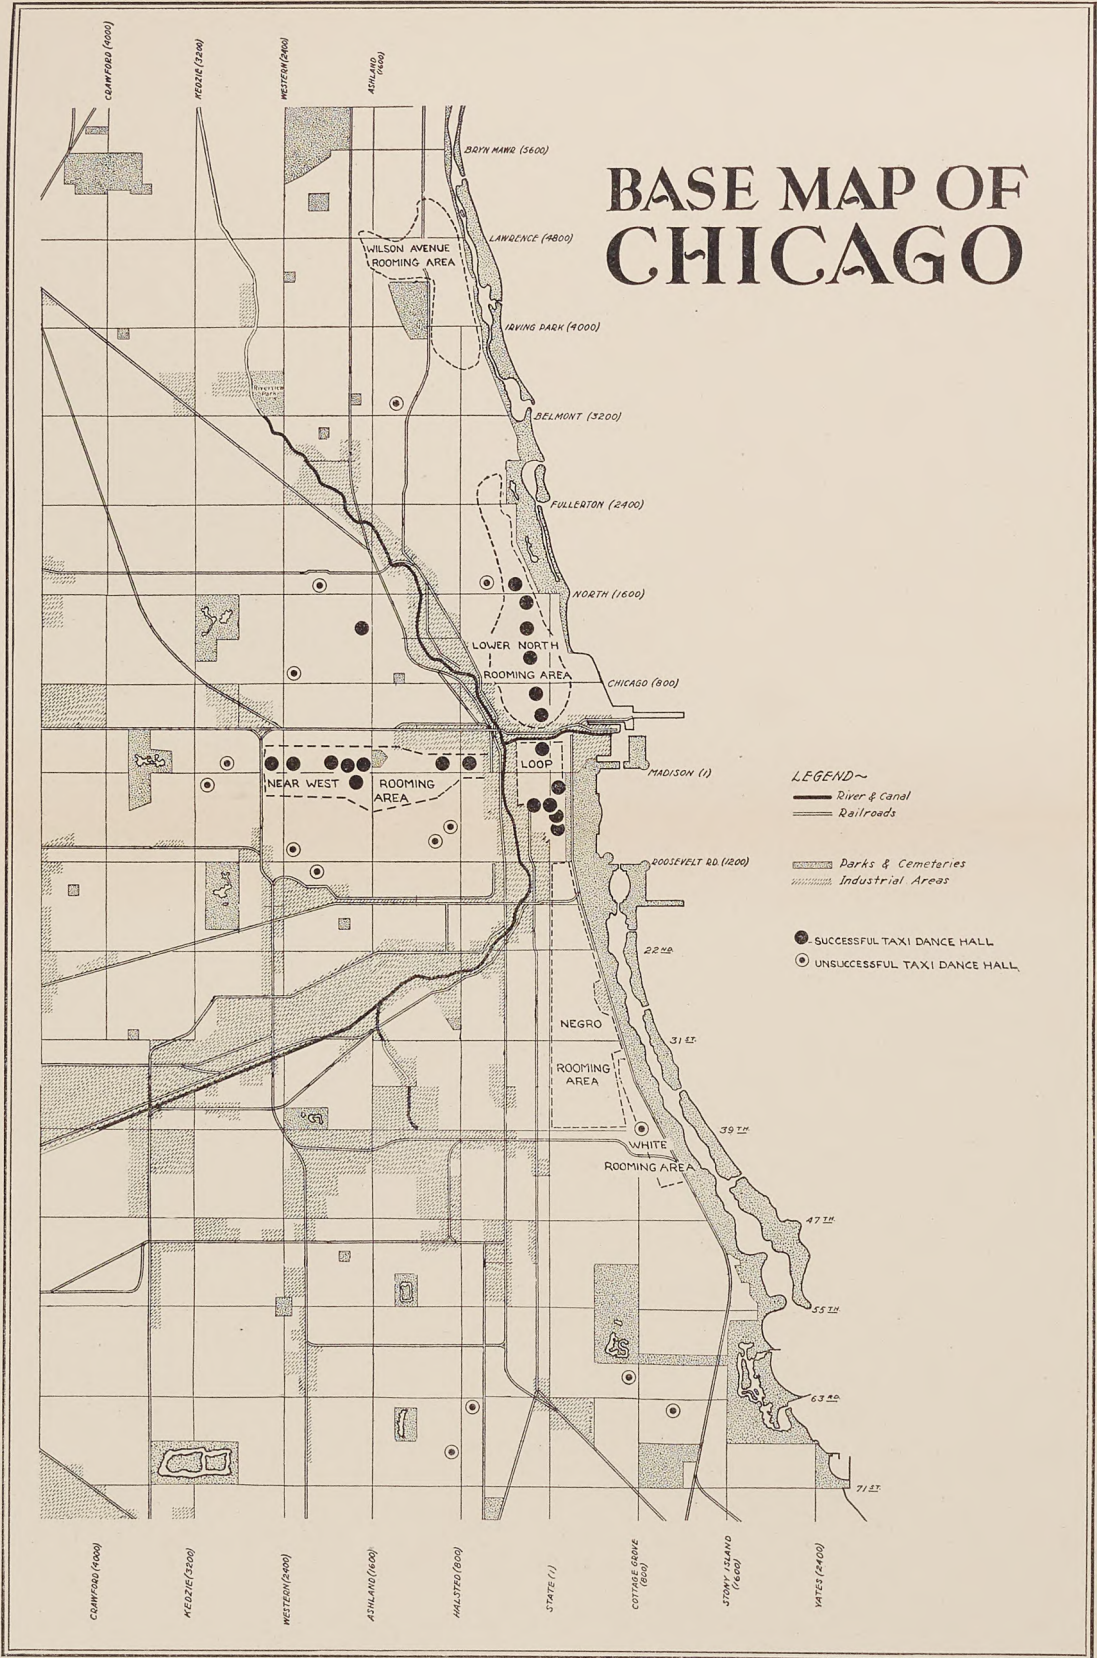 CRAWFORD (4000)
KEDZIE (3200)
WESTERN (2400)
ASHLAND
(1600)
BASE MAP OF
CHICAGO
BRYN MAWR (5600)
LAWRENCE (4800)
WILSON AVENUE
ROOMING AREA
IRVING PARK (4000)
RIVERVIEW
PARK
BELMONT (3200)
FULLERTON (2400)
NORTH (1600)
LOWER NORTH
ROOMING AREA
CHICAGO (800)
LOOP
MADISON (1)
NEAR WEST ROOMING
AREA
LEGEND~
River & Canal
Railroads
ROOSEVELT RD. (1200)
Parks & Cemeteries
Industrial Areas
SUCCESSFUL TAXI DANCE HALL
UNSUCCESSFUL TAXI DANCE HALL
22ND.
NEGRO
ROOMING
AREA
31ST.
39TH.
WHITE
ROOMING AREA
47TH.
55TH.
63RD.
71ST.
CRAWFORD (4000)
KEDZIE (3200)
WESTERN (2400)
ASHLAND (1600)
HALSTED (800)
STATE (1)
COTTAGE GROVE
(800)
STONY ISLAND
(1600)
YATES (2400)